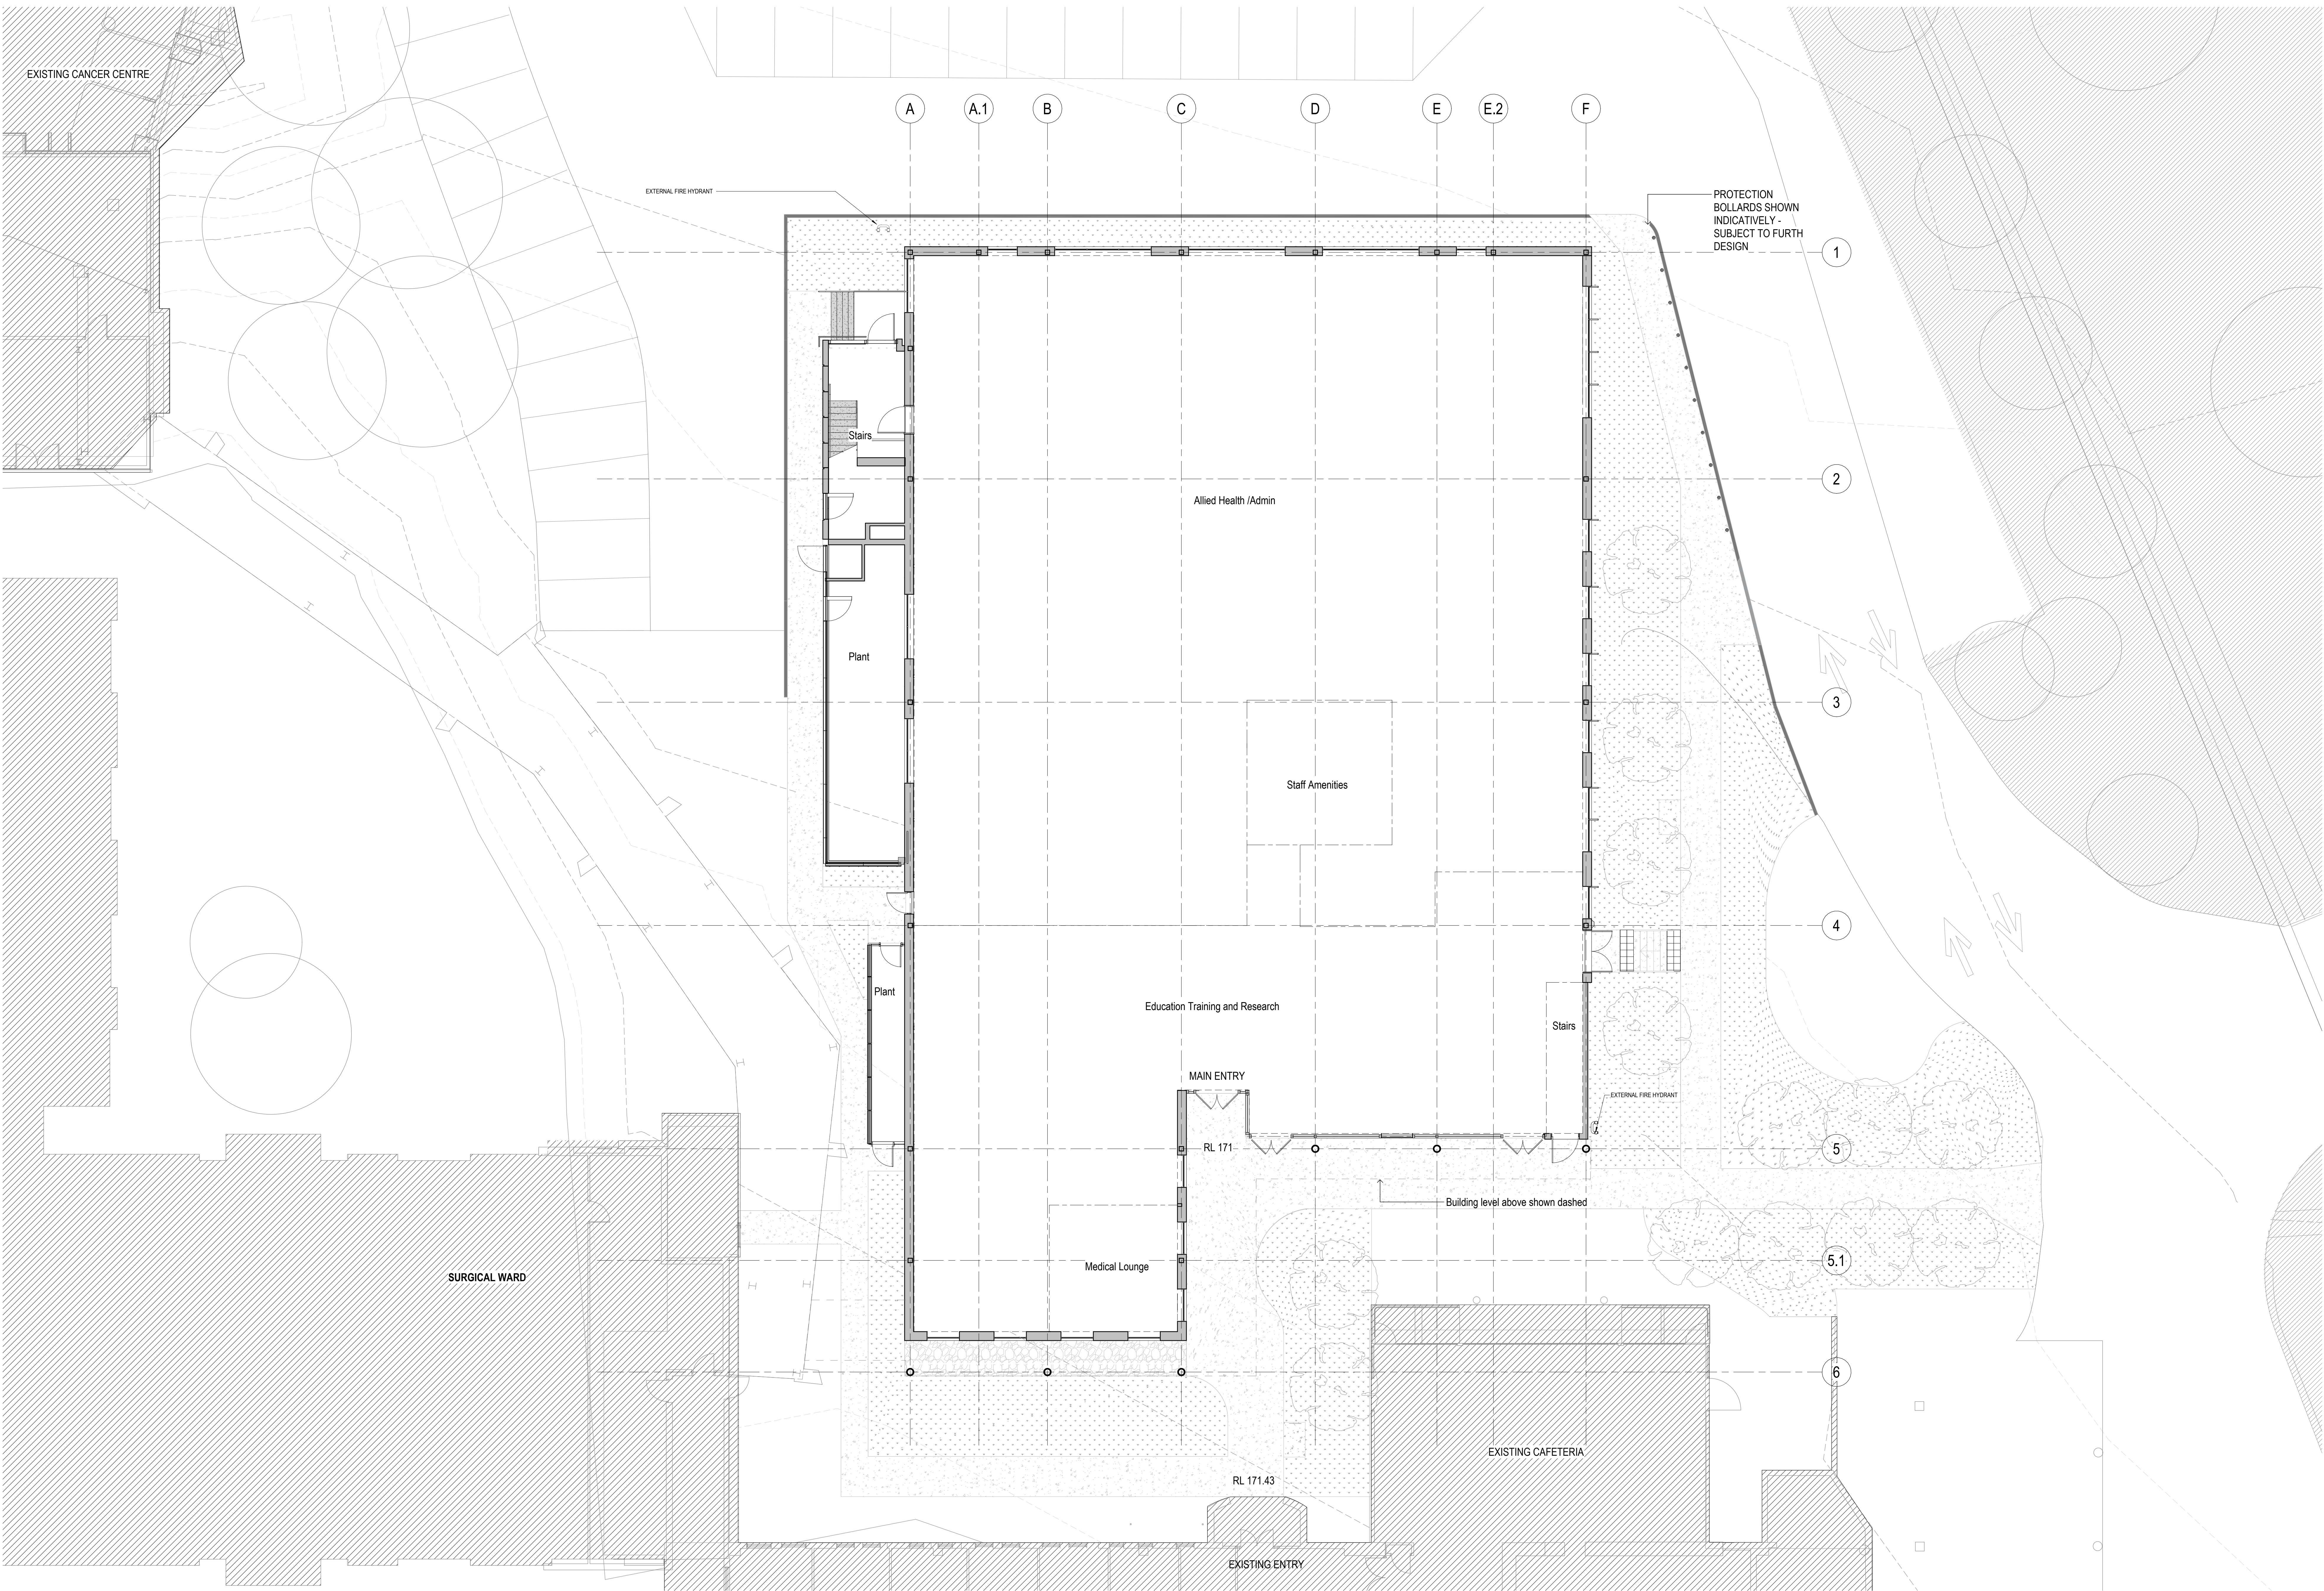 EXISTING CANCER CENTRE
A
A.1
B
C
D
E
E.2
F
EXTERNAL FIRE HYDRANT
PROTECTION
BOLLARDS SHOWN
INDICATIVELY -
SUBJECT TO FURTH
DESIGN
1
Stairs
2
Allied Health /Admin
Plant
3
Staff Amenities
4
Plant
Education Training and Research
Stairs
MAIN ENTRY
EXTERNAL FIRE HYDRANT
RL 171
5
Building level above shown dashed
5.1
Medical Lounge
SURGICAL WARD
6
EXISTING CAFETERIA
RL 171.43
EXISTING ENTRY